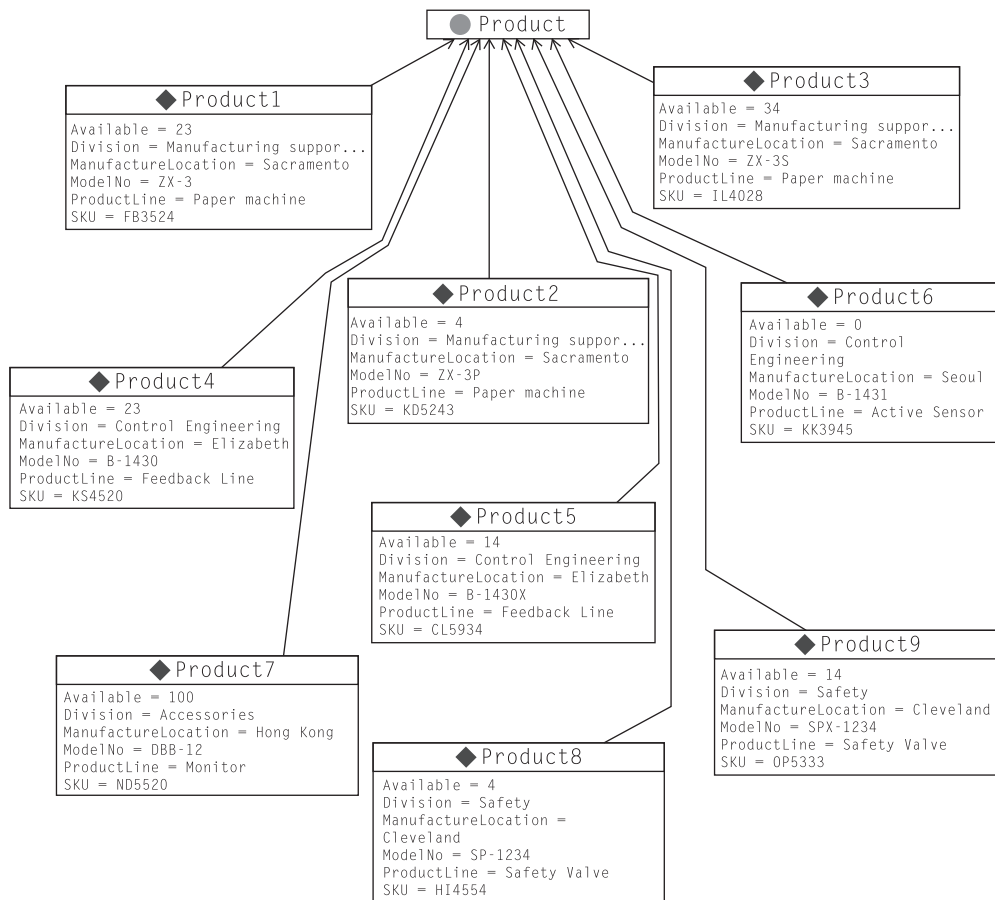 Product
Product1
Available = 23
Division = Manufacturing suppor...
ManufactureLocation = Sacramento
ModelNo = ZX-3
ProductLine = Paper machine
SKU = FB3524
Product3
Available = 34
Division = Manufacturing suppor...
ManufactureLocation = Sacramento
ModelNo = ZX-3S
ProductLine = Paper machine
SKU = IL4028
Product2
Available = 4
Division = Manufacturing suppor...
ManufactureLocation = Sacramento
ModelNo = ZX-3P
ProductLine = Paper machine
SKU = KD5243
Product6
Available = 0
Division = Control
Engineering
ManufactureLocation = Seoul
ModelNo = B-1431
ProductLine = Active Sensor
SKU = KK3945
Product4
Available = 23
Division = Control Engineering
ManufactureLocation = Elizabeth
ModelNo = B-1430
ProductLine = Feedback Line
SKU = KS4520
Product5
Available = 14
Division = Control Engineering
ManufactureLocation = Elizabeth
ModelNo = B-1430X
ProductLine = Feedback Line
SKU = CL5934
Product9
Available = 14
Division = Safety
ManufactureLocation = Cleveland
ModelNo = SPX-1234
ProductLine = Safety Valve
SKU = OP5333
Product7
Available = 100
Division = Accessories
ManufactureLocation = Hong Kong
ModelNo = DBB-12
ProductLine = Monitor
SKU = ND5520
Product8
Available = 4
Division = Safety
ManufactureLocation =
Cleveland
ModelNo = SP-1234
ProductLine = Safety Valve
SKU = HI4554